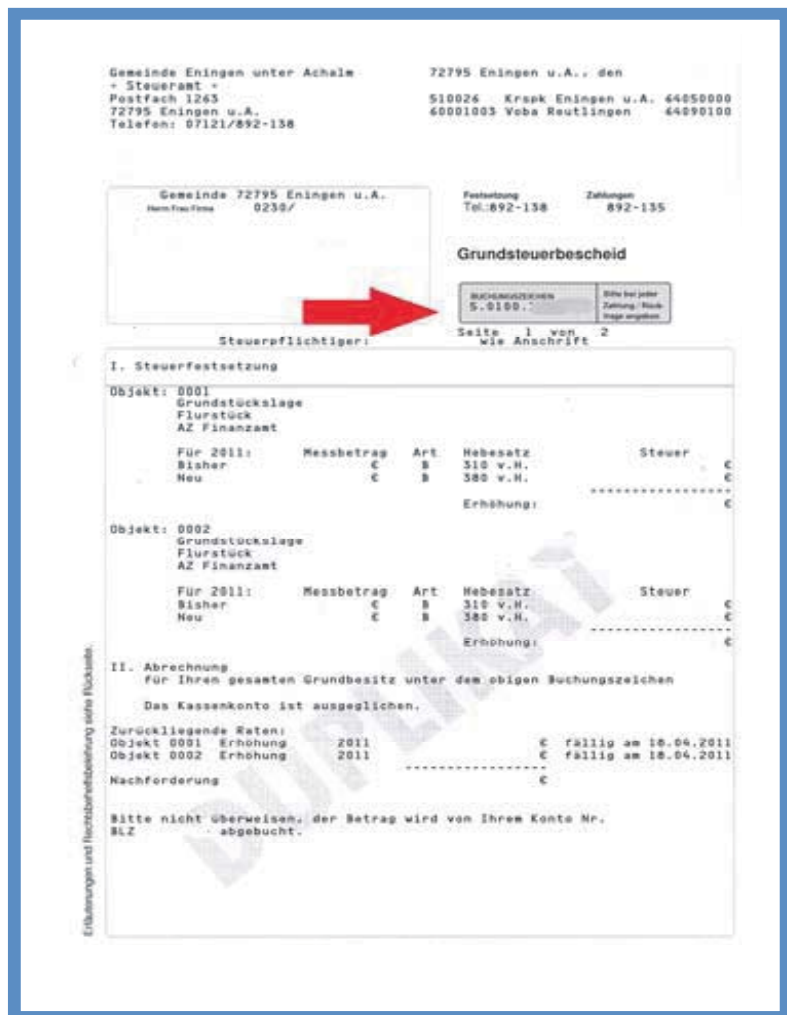 Gemeinde Eningen unter Achalm
- Steueramt -
Postfach 1263
72795 Eningen u.A.
Telefon: 07121/892-138
72795 Eningen u.A., den
510026 Krspk Eningen u.A. 64050000
60001003 Voba Reutlingen 64090100
Gemeinde 72795 Eningen u.A.
Herrn Frau Firma 0230/
Festsetzung Zahlungen
Tel.:892-138 892-135
Grundsteuerbescheid
BUCHUNGSZEICHEN
5.0100.
Bitte bei jeder
Zahlung / Rück-
frage angeben
Seite 1 von 2
Steuerpflichtiger: wie Anschrift
I. Steuerfestsetzung
Objekt: 0001
Grundstückslage
Flurstück
AZ Finanzamt
Für 2011: Messbetrag Art Hebesatz Steuer
Bisher € B 310 v.H. €
Neu € B 380 v.H. €
Erhöhung: €
Objekt: 0002
Grundstückslage
Flurstück
AZ Finanzamt
Für 2011: Messbetrag Art Hebesatz Steuer
Bisher € B 310 v.H. €
Neu € B 380 v.H. €
Erhöhung: €
II. Abrechnung
für Ihren gesamten Grundbesitz unter dem obigen Buchungszeichen
Das Kassenkonto ist ausgeglichen.
Zurückliegende Raten:
Objekt 0001 Erhöhung 2011 € fällig am 18.04.2011
Objekt 0002 Erhöhung 2011 € fällig am 18.04.2011
Nachforderung €
Bitte nicht überweisen, der Betrag wird von Ihrem Konto Nr.
BLZ abgebucht.
DUPLIKAT
Erläuterungen und Rechtsbehelfsbelehrung siehe Rückseite.